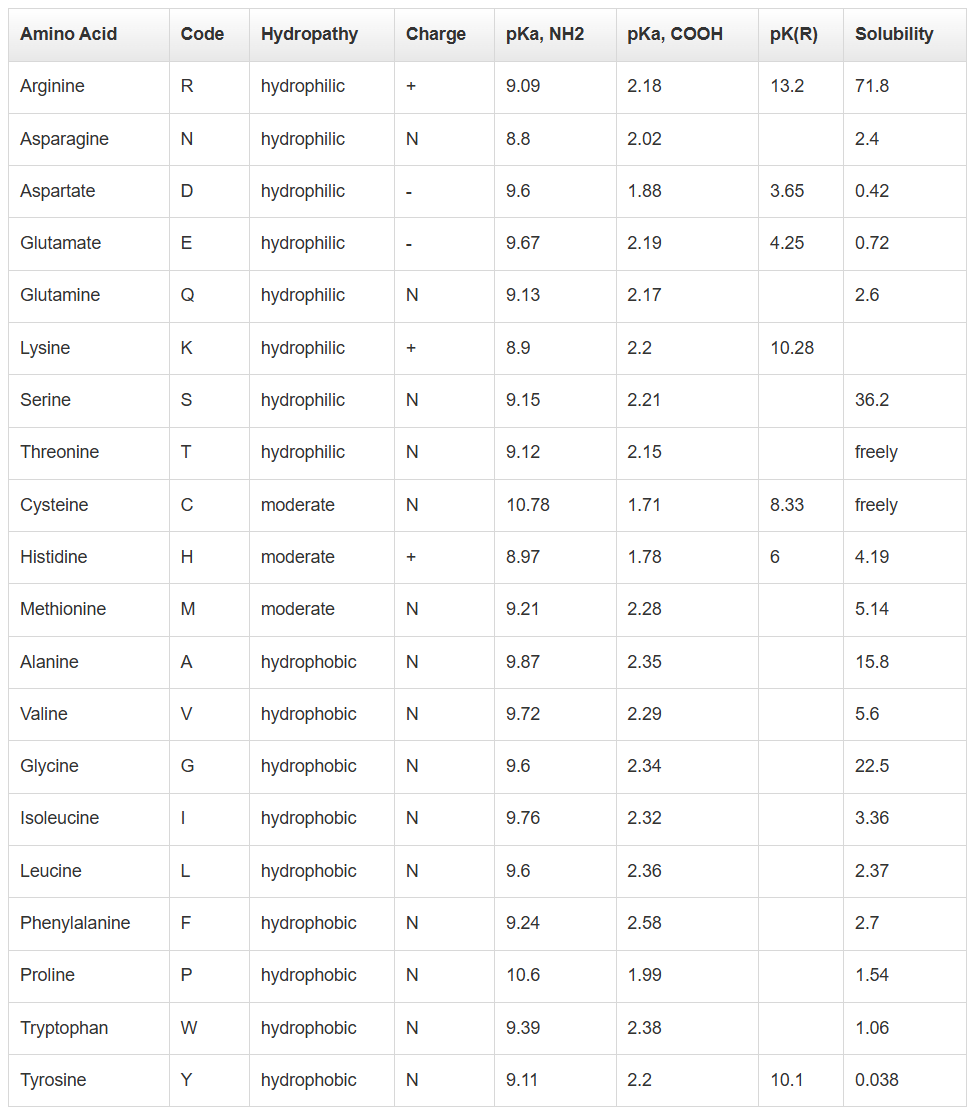 Amino Acid Code Hydropathy Charge pKa, NH2 pKa, COOH pK(R) Solubility
Arginine R hydrophilic + 9.09 2.18 13.2 71.8
Asparagine N hydrophilic N 8.8 2.02 2.4
Aspartate D hydrophilic - 9.6 1.88 3.65 0.42
Glutamate E hydrophilic - 9.67 2.19 4.25 0.72
Glutamine Q hydrophilic N 9.13 2.17 2.6
Lysine K hydrophilic + 8.9 2.2 10.28
Serine S hydrophilic N 9.15 2.21 36.2
Threonine T hydrophilic N 9.12 2.15 freely
Cysteine C moderate N 10.78 1.71 8.33 freely
Histidine H moderate + 8.97 1.78 6 4.19
Methionine M moderate N 9.21 2.28 5.14
Alanine A hydrophobic N 9.87 2.35 15.8
Valine V hydrophobic N 9.72 2.29 5.6
Glycine G hydrophobic N 9.6 2.34 22.5
Isoleucine I hydrophobic N 9.76 2.32 3.36
Leucine L hydrophobic N 9.6 2.36 2.37
Phenylalanine F hydrophobic N 9.24 2.58 2.7
Proline P hydrophobic N 10.6 1.99 1.54
Tryptophan W hydrophobic N 9.39 2.38 1.06
Tyrosine Y hydrophobic N 9.11 2.2 10.1 0.038